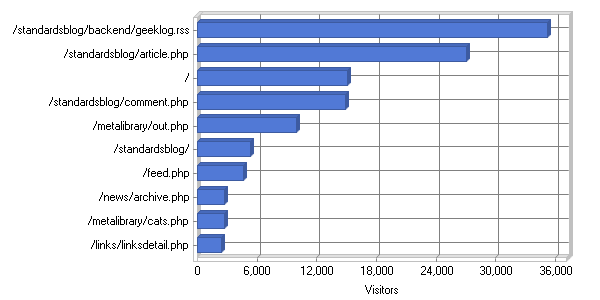 /standardsblog/backend/geeklog.rss
/standardsblog/article.php
/
/standardsblog/comment.php
/metalibrary/out.php
/standardsblog/
/feed.php
/news/archive.php
/metalibrary/cats.php
/links/linksdetail.php
0 6,000 12,000 18,000 24,000 30,000 36,000
Visitors